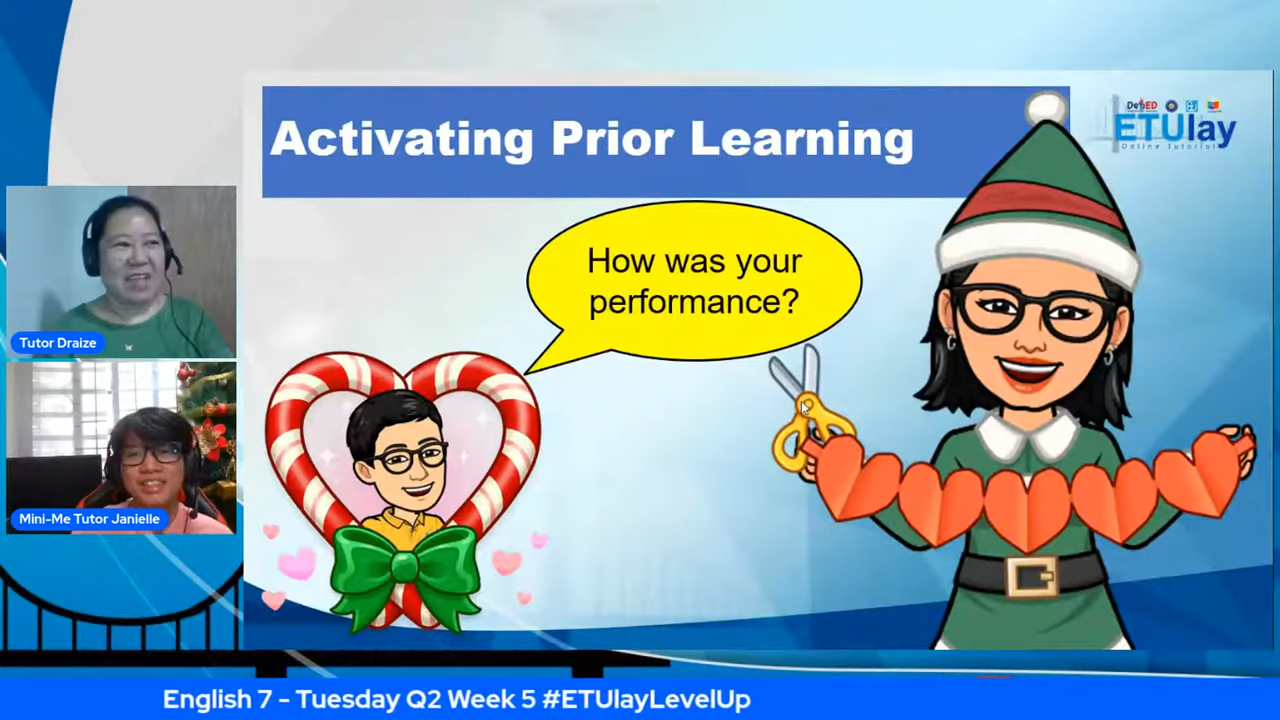 Activating Prior Learning
DepED
ETUlay
Online Tutorial
How was your
performance?
Tutor Draize
Mini-Me Tutor Janielle
English 7 - Tuesday Q2 Week 5 #ETUlayLevelUp